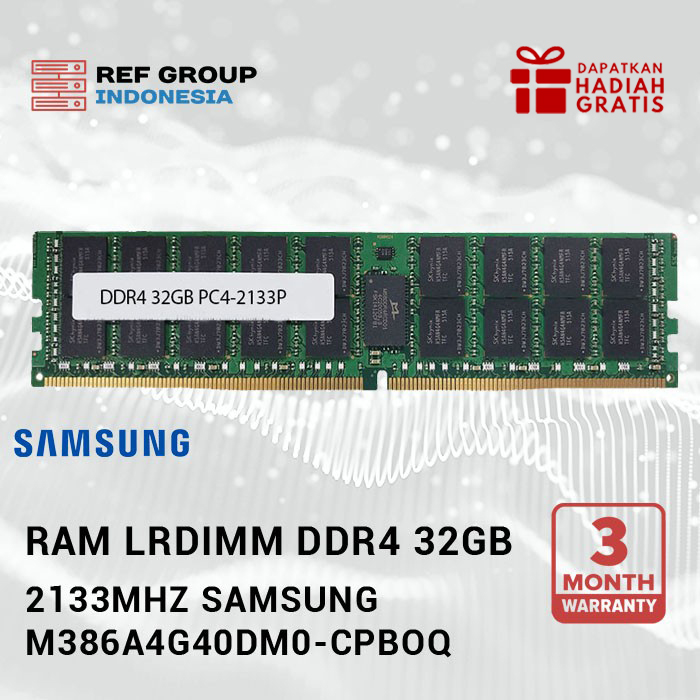 REF GROUP
INDONESIA
DAPATKAN
HADIAH
GRATIS
DDR4 32GB PC4-2133P
SAMSUNG
RAM LRDIMM DDR4 32GB
2133MHZ SAMSUNG
M386A4G40DM0-CPBOQ
3
MONTH
WARRANTY